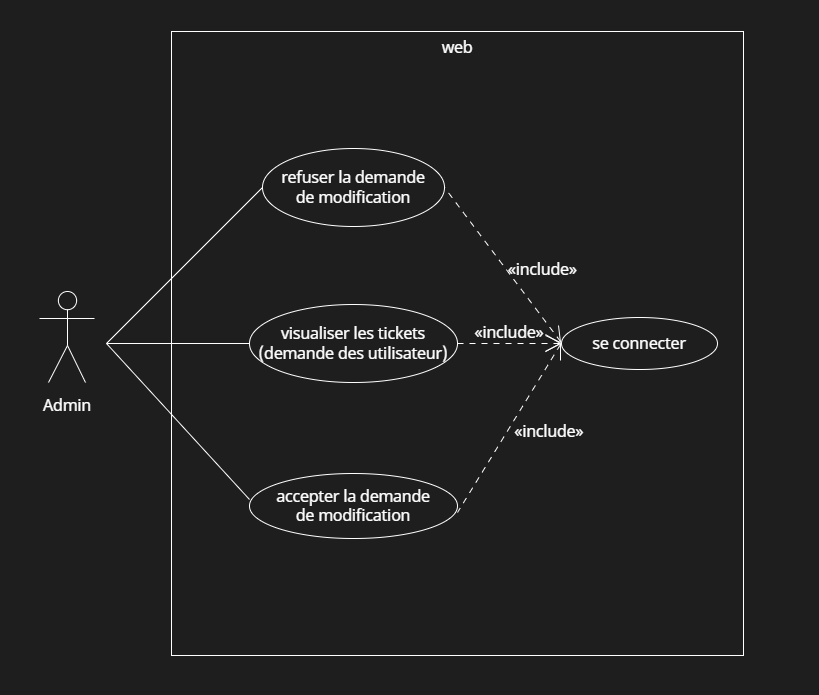 web
refuser la demande
de modification
«include»
visualiser les tickets
(demande des utilisateur)
«include»
se connecter
Admin
«include»
accepter la demande
de modification